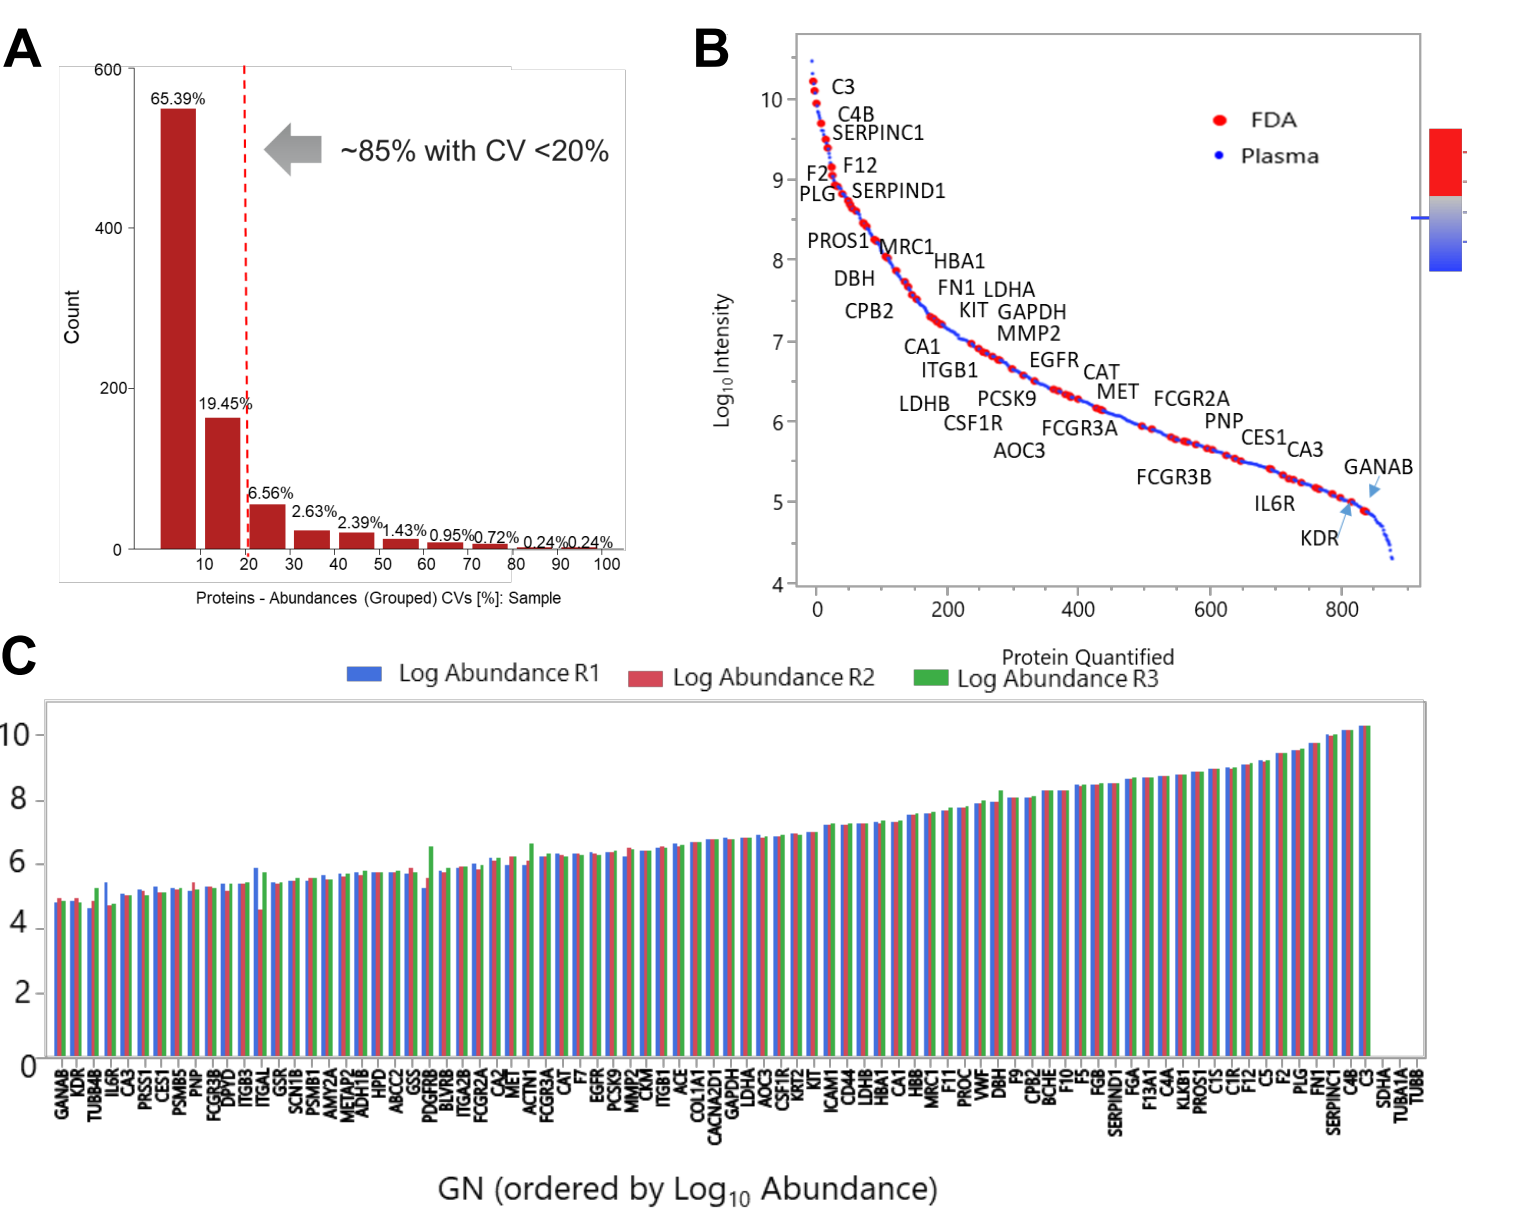 A
600
400
200
0
Count
65.39%
19.45%
6.56%
2.63%
2.39%
1.43%
0.95%
0.72%
0.24%
0.24%
~85% with CV <20%
10 20 30 40 50 60 70 80 90 100
Proteins - Abundances (Grouped) CVs [%]: Sample
B
10
9
8
7
6
5
4
Log10 Intensity
FDA
Plasma
C3
C4B
SERPINC1
F12
F2
SERPIND1
PLG
PROS1
MRC1
HBA1
DBH
FN1
LDHA
CPB2
KIT
GAPDH
MMP2
CA1
EGFR
ITGB1
CAT
MET
LDHB
PCSK9
FCGR2A
CSF1R
FCGR3A
PNP
AOC3
CES1
CA3
FCGR3B
GANAB
IL6R
KDR
0 200 400 600 800
Protein Quantified
C
Log Abundance R1
Log Abundance R2
Log Abundance R3
10
8
6
4
2
0
GANAB
KDR
TUBB4B
IL6R
CA3
PRSS1
CES1
PSMB5
PNP
FCGR3B
DPYD
ITGB3
ITGAL
GSR
SCN1B
PSMB1
AMY2A
METAP2
ADH1B
HPD
ABCC2
GSS
PDGFRB
BLVRB
ITGA2B
FCGR2A
CA2
MET
ACTN1
FCGR3A
CAT
F7
EGFR
PCSK9
MMP2
CKM
ITGB1
ACE
COL1A1
CACNA2D1
GAPDH
LDHA
AOC3
CSF1R
KRT2
KIT
ICAM1
CD44
LDHB
HBA1
CA1
HBB
MRC1
F11
PROC
VWF
DBH
F9
CPB2
BCHE
F10
F5
FGB
SERPIND1
FGA
F13A1
C4A
KLKB1
PROS1
C1S
C1R
F12
C5
F2
PLG
FN1
SERPINC1
C4B
C3
SDHA
TUBA1A
TUBB
GN (ordered by Log10 Abundance)